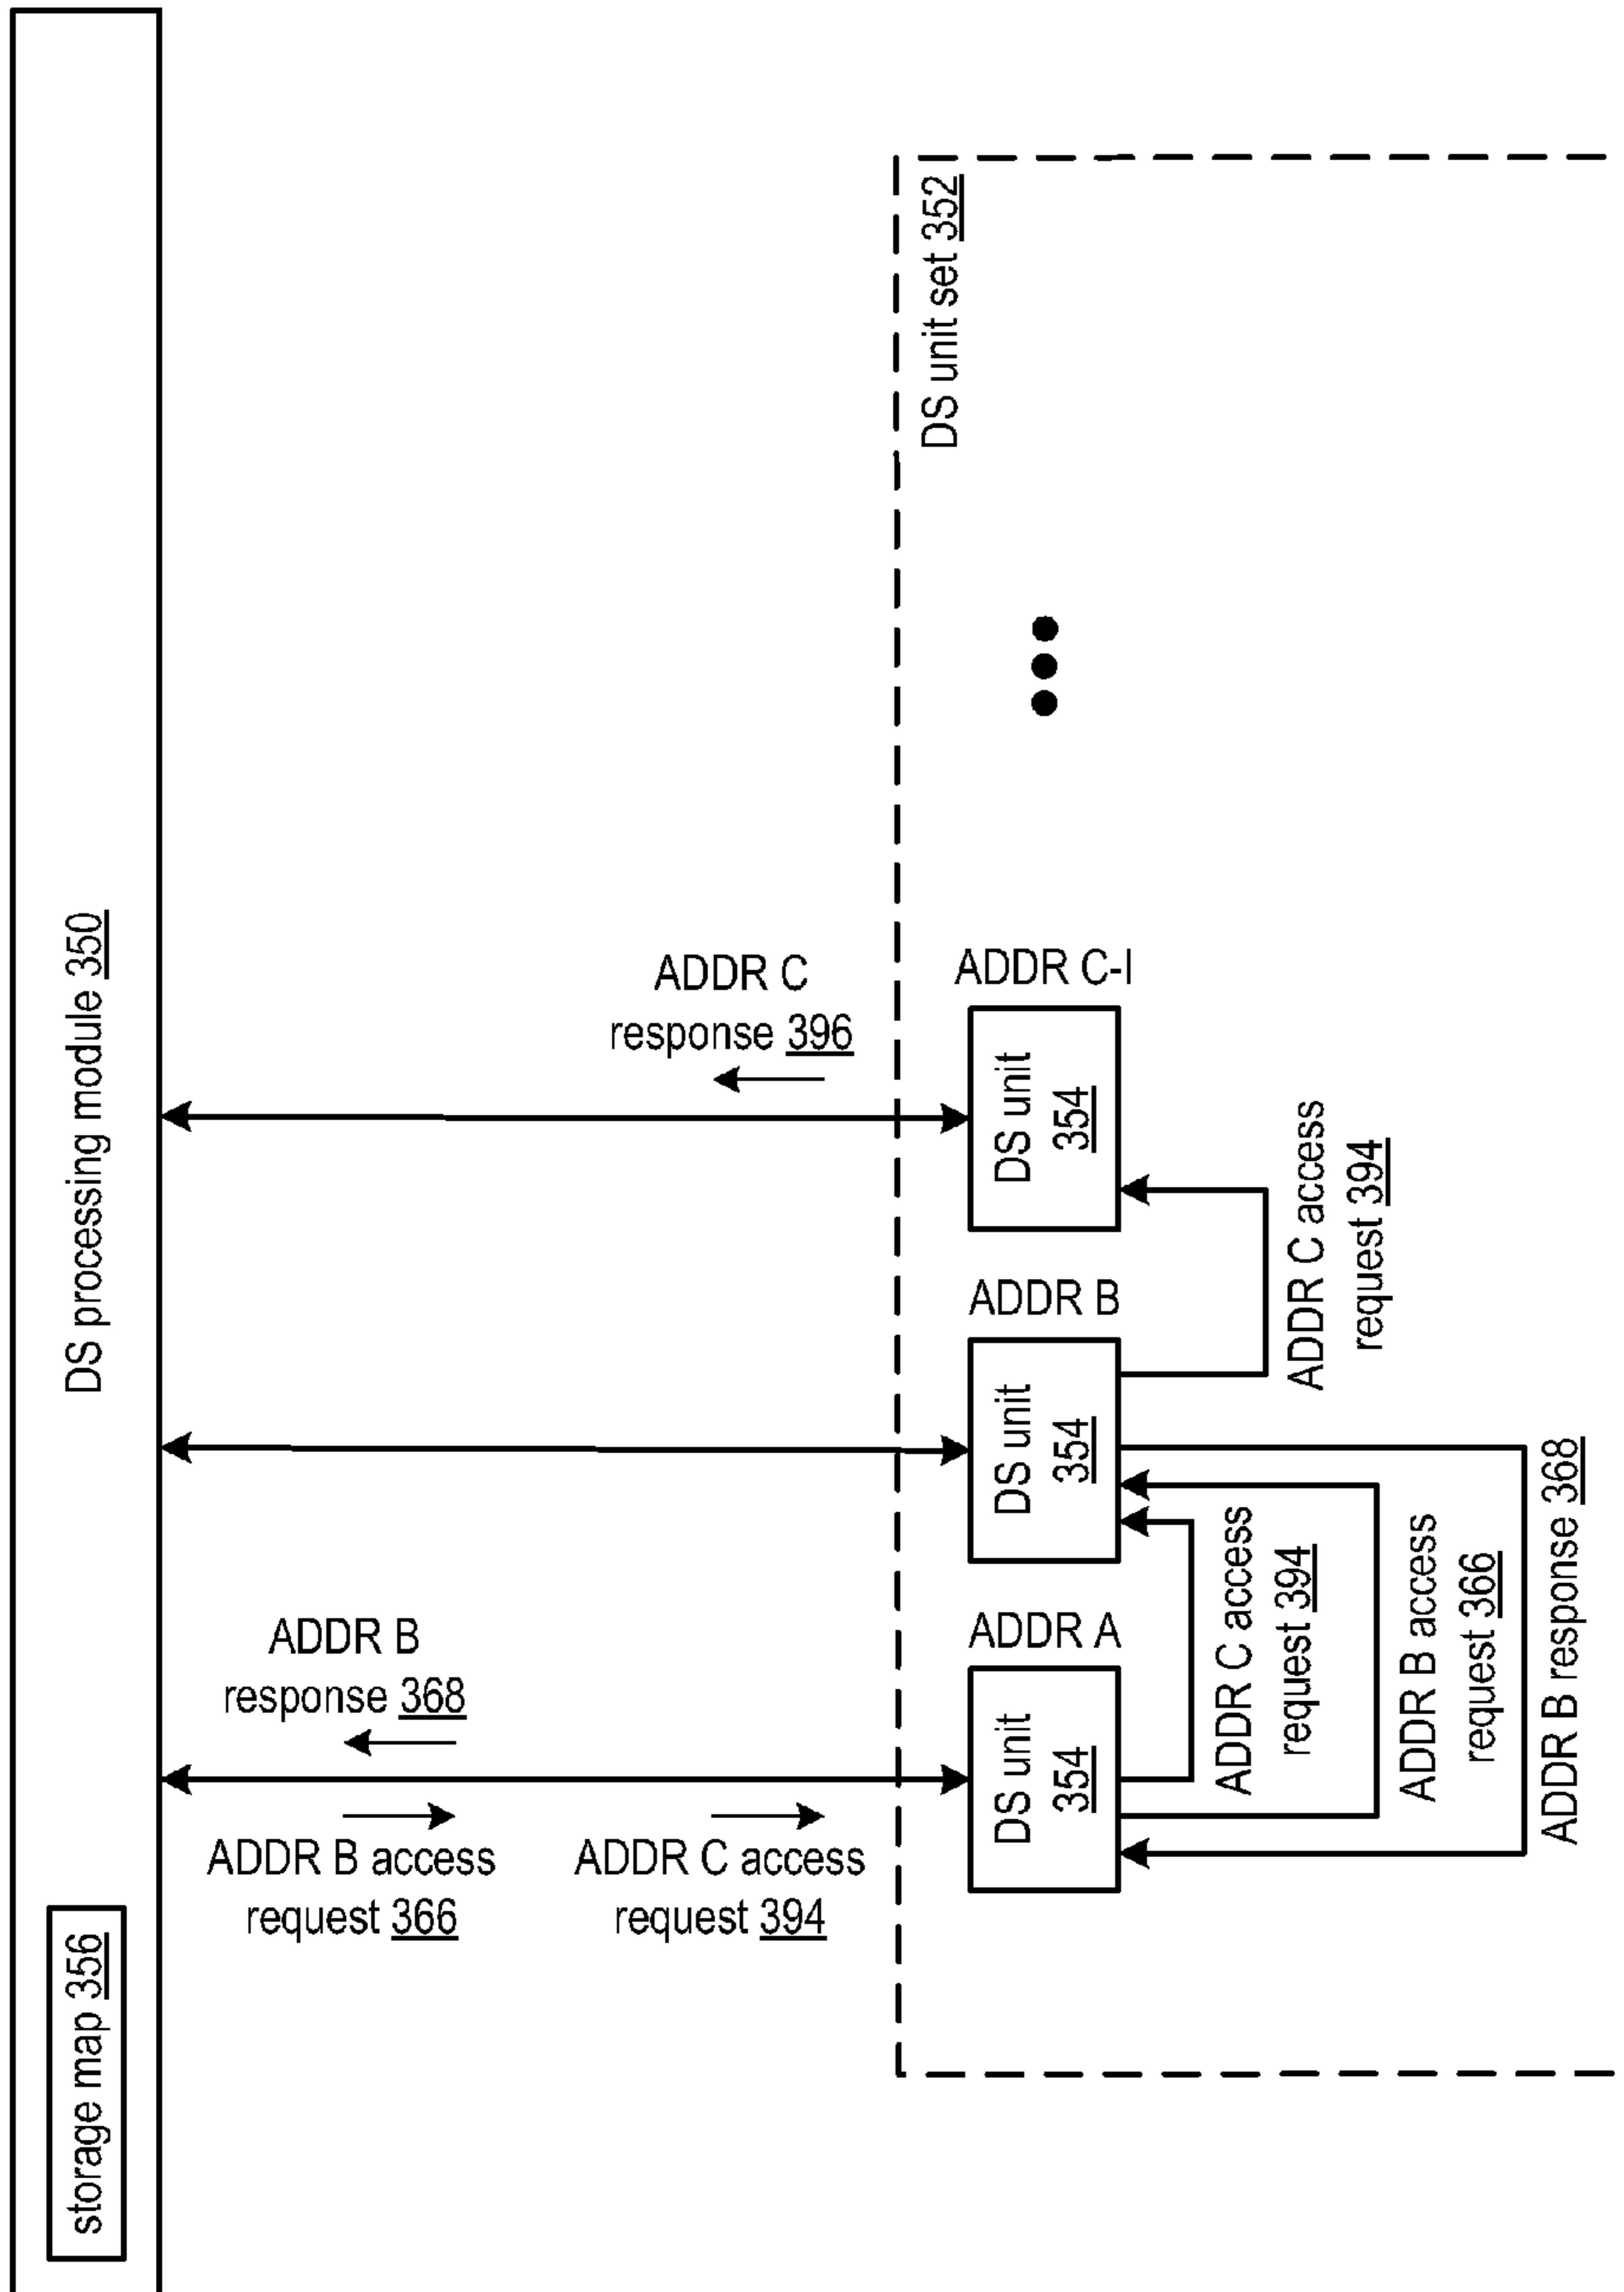 storage map 356
DS processing module 350
ADDR B
response 368
ADDR B access
request 366
ADDR C access
request 394
ADDR C
response 396
DS unit set 352
ADDR A
DS unit
354
ADDR B
DS unit
354
ADDR C-I
DS unit
354
ADDR C access
request 394
ADDR B access
request 366
ADDR B response 368
ADDR C access
request 394